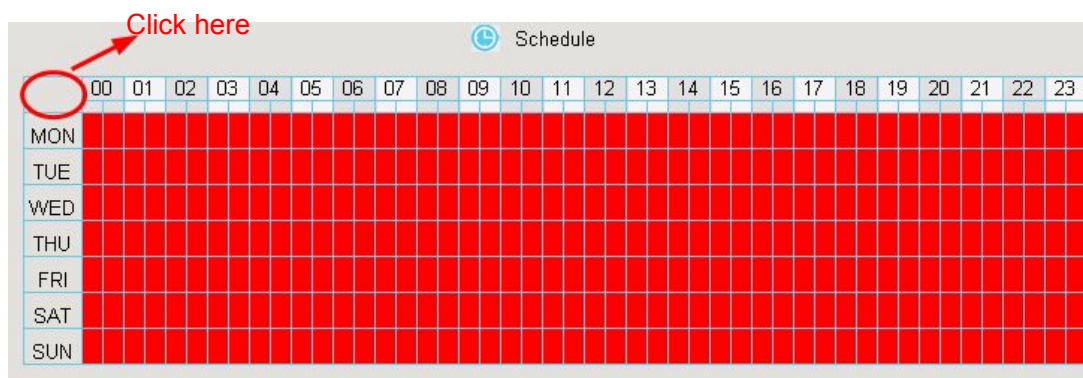 Click here
Schedule
00 01 02 03 04 05 06 07 08 09 10 11 12 13 14 15 16 17 18 19 20 21 22 23
MON
TUE
WED
THU
FRI
SAT
SUN